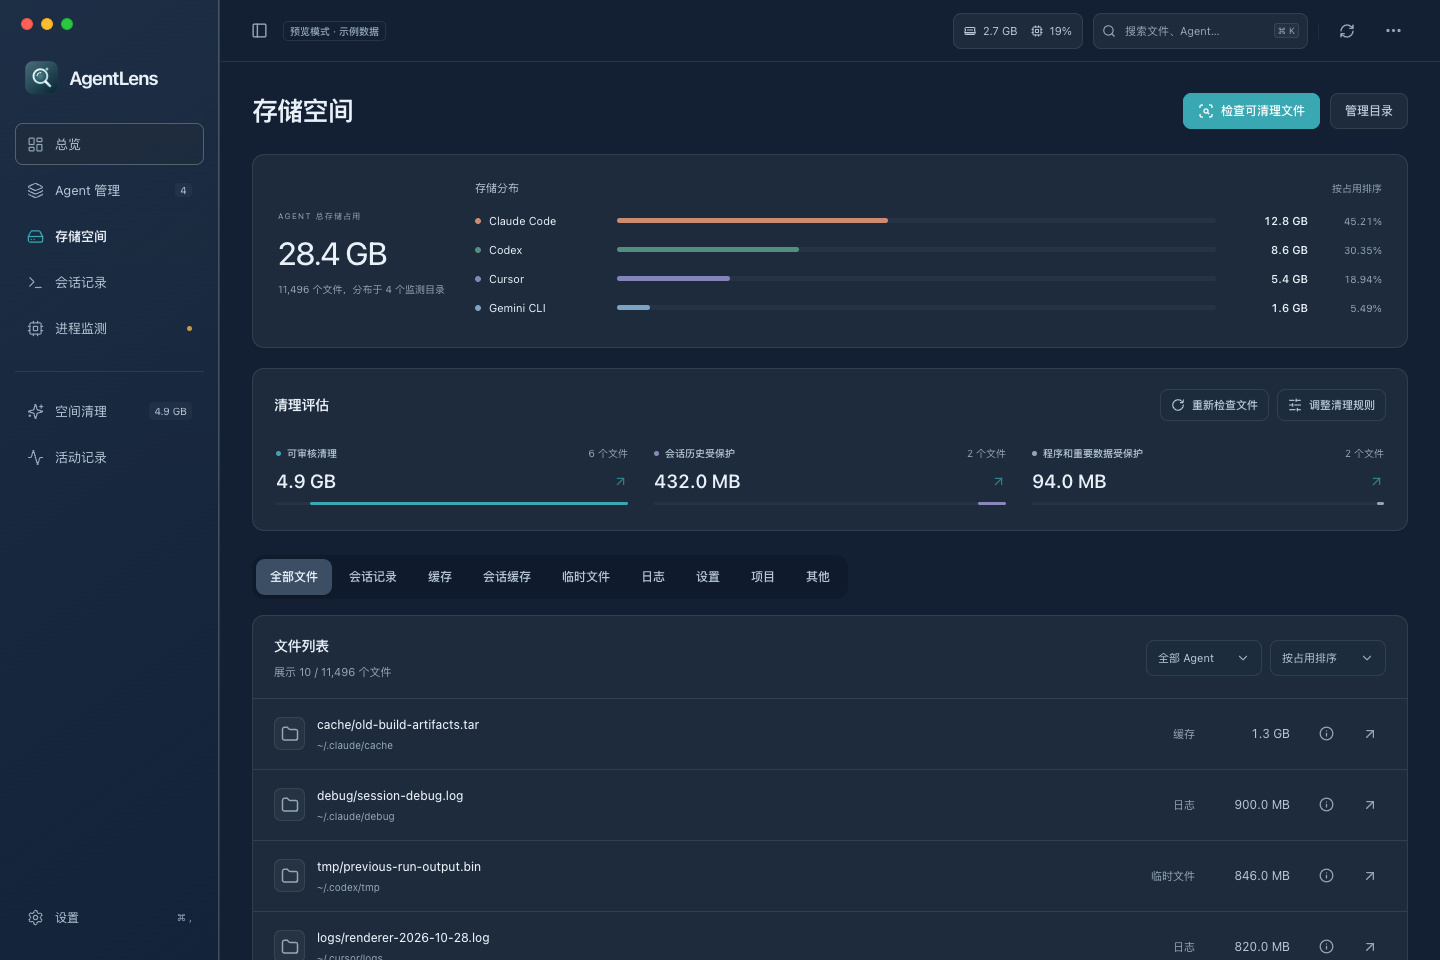 预览模式 · 示例数据
2.7 GB
19%
搜索文件、Agent...
⌘ K
AgentLens
总览
Agent 管理
4
存储空间
会话记录
进程监测
空间清理
4.9 GB
活动记录
设置
⌘ ,
存储空间
检查可清理文件
管理目录
AGENT 总存储占用
28.4 GB
11,496 个文件，分布于 4 个监测目录
存储分布
按占用排序
Claude Code
12.8 GB
45.21%
Codex
8.6 GB
30.35%
Cursor
5.4 GB
18.94%
Gemini CLI
1.6 GB
5.49%
清理评估
重新检查文件
调整清理规则
可审核清理
6 个文件
4.9 GB
会话历史受保护
2 个文件
432.0 MB
程序和重要数据受保护
2 个文件
94.0 MB
全部文件
会话记录
缓存
会话缓存
临时文件
日志
设置
项目
其他
文件列表
展示 10 / 11,496 个文件
全部 Agent
按占用排序
cache/old-build-artifacts.tar
~/.claude/cache
缓存
1.3 GB
debug/session-debug.log
~/.claude/debug
日志
900.0 MB
tmp/previous-run-output.bin
~/.codex/tmp
临时文件
846.0 MB
logs/renderer-2026-10-28.log
~/.cursor/logs
日志
820.0 MB